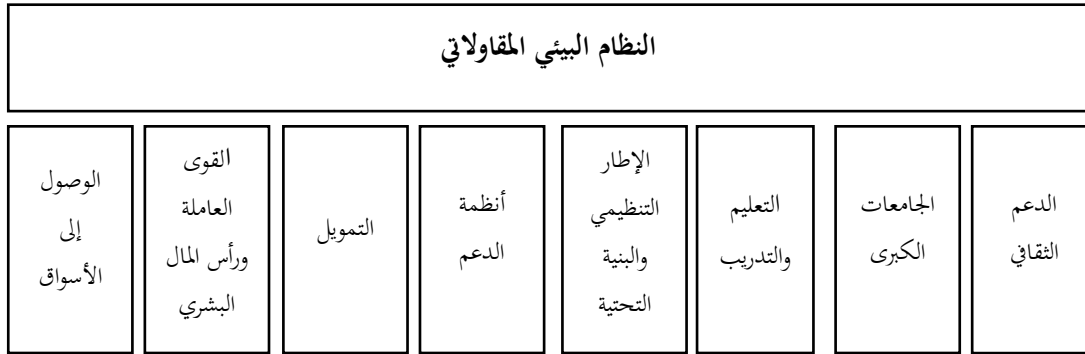 النظام البيئي المقاولاتي
الدعم
الثقافي
الجامعات
الكبرى
التعليم
والتدريب
الإطار
التنظيمي
والبنية
التحتية
أنظمة
الدعم
التمويل
القوى
العاملة
ورأس المال
البشري
الوصول
إلى
الأسواق